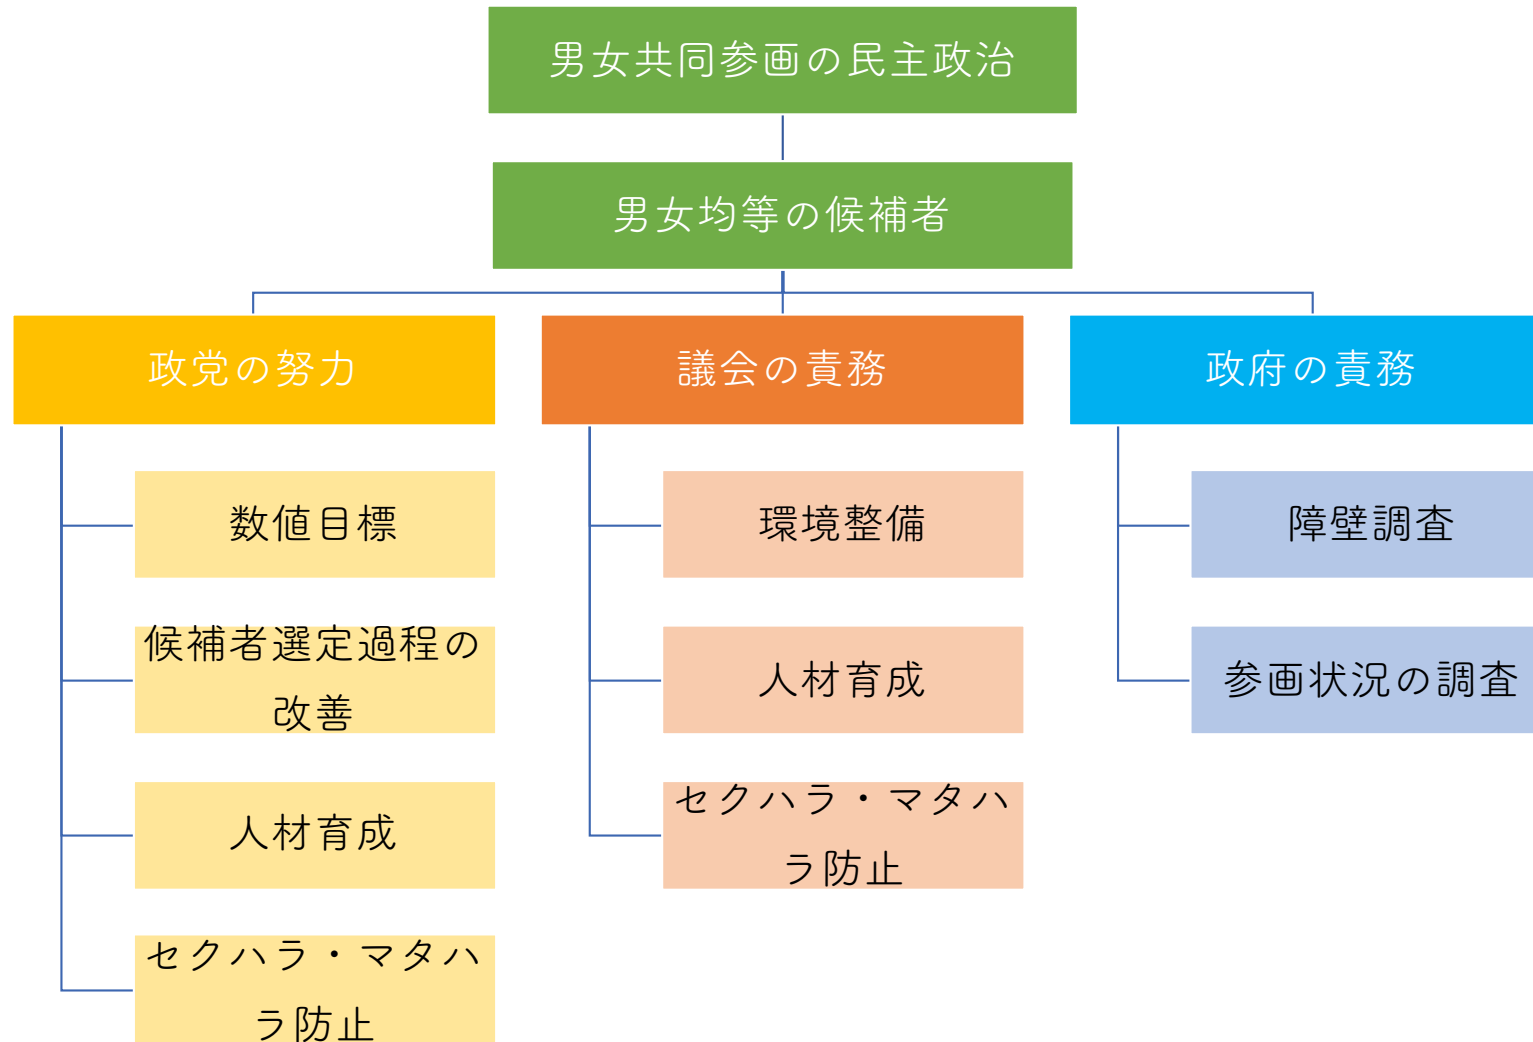 男女共同参画の民主政治
男女均等の候補者
政党の努力
数値目標
候補者選定過程の
改善
人材育成
セクハラ・マタハ
ラ防止
議会の責務
環境整備
人材育成
セクハラ・マタハ
ラ防止
政府の責務
障壁調査
参画状況の調査